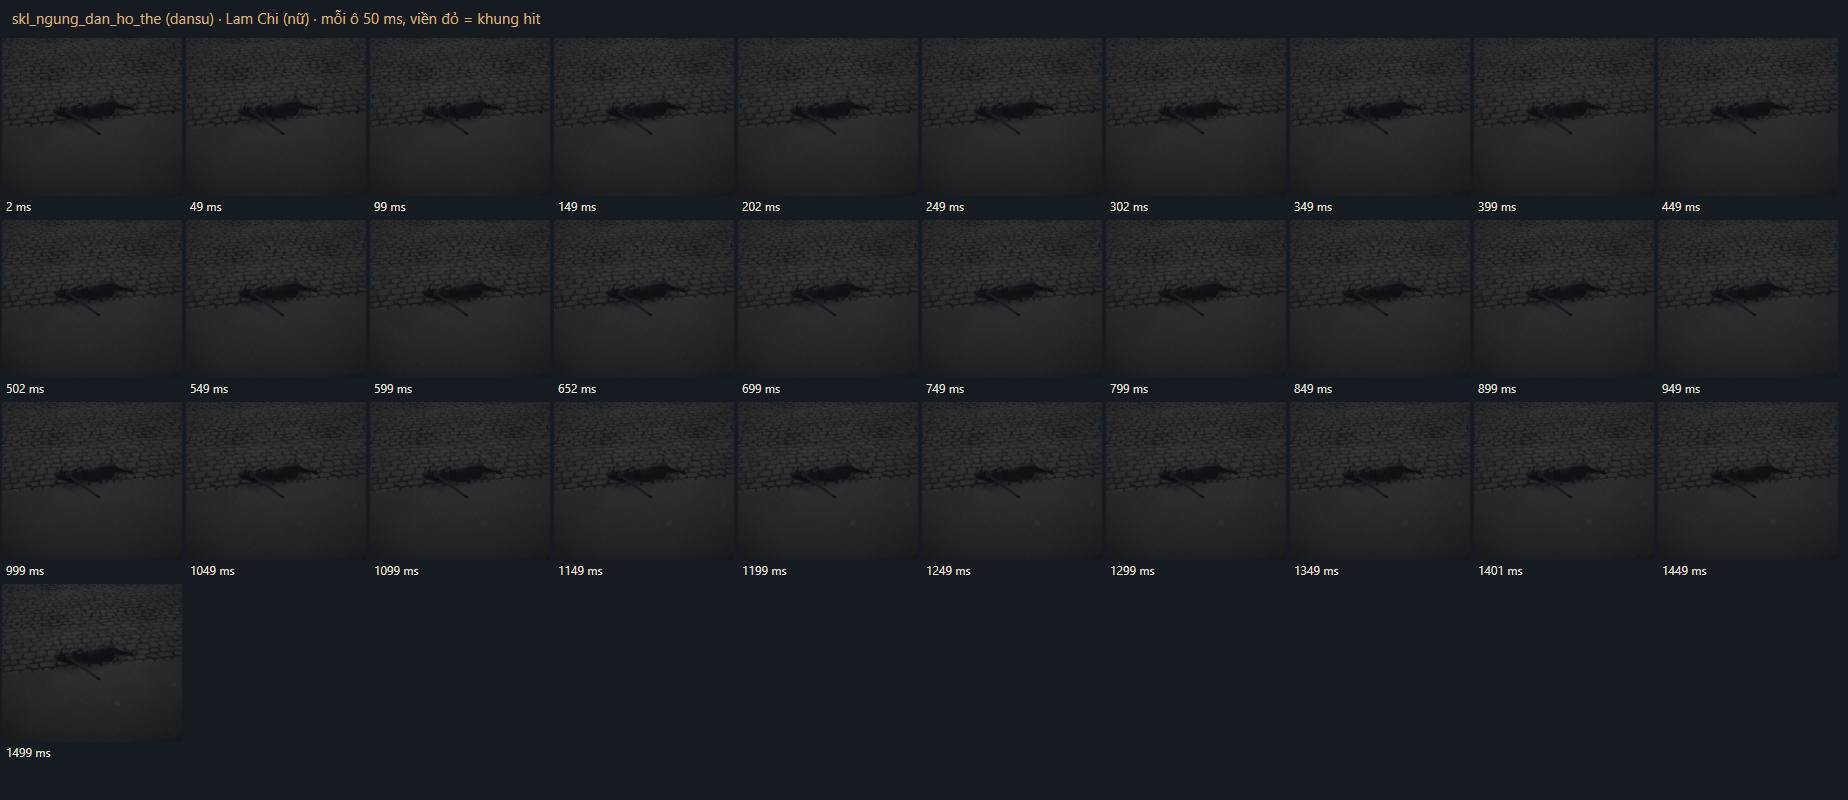 skl_ngung_dan_ho_the (dansu) · Lam Chi (nữ) · mỗi ô 50 ms, viền đỏ = khung hit
2 ms 49 ms 99 ms 149 ms 202 ms 249 ms 302 ms 349 ms 399 ms 449 ms
502 ms 549 ms 599 ms 652 ms 699 ms 749 ms 799 ms 849 ms 899 ms 949 ms
999 ms 1049 ms 1099 ms 1149 ms 1199 ms 1249 ms 1299 ms 1349 ms 1401 ms 1449 ms
1499 ms